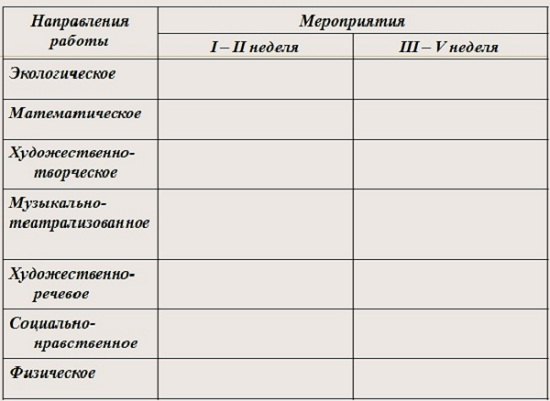 Направления
работы
Мероприятия
I – II неделя
III – V неделя
Экологическое
Математическое
Художественно-
творческое
Музыкально-
театрализованное
Художественно-
речевое
Социально-
нравственное
Физическое